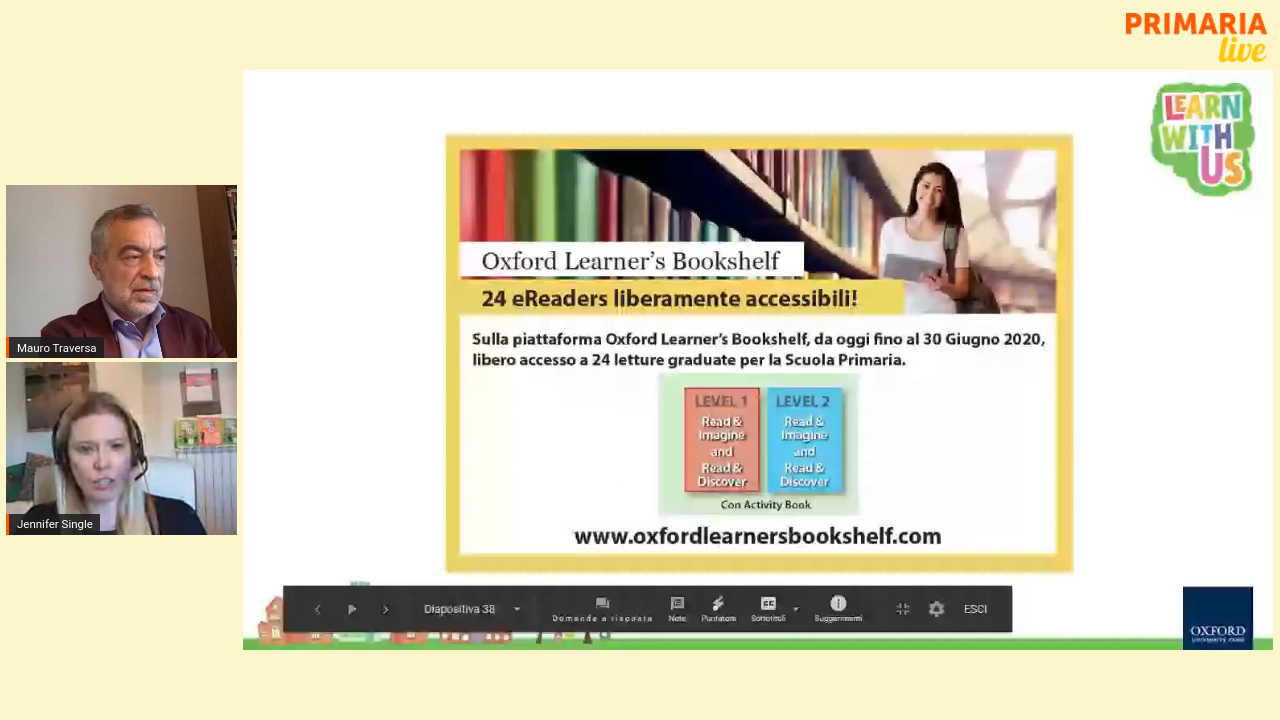 PRIMARIA
live
LEARN
WITH
US
Oxford Learner's Bookshelf
24 eReaders liberamente accessibili!
Sulla piattaforma Oxford Learner's Bookshelf, da oggi fino al 30 Giugno 2020,
libero accesso a 24 letture graduate per la Scuola Primaria.
LEVEL 1
Read &
Imagine
and
Read &
Discover
LEVEL 2
Read &
Imagine
and
Read &
Discover
Con Activity Book
www.oxfordlearnersbookshelf.com
Mauro Traversa
Jennifer Single
Diapositiva 38
Domande e risposte
Note
Puntatore
Sottotitoli
Suggerimenti
ESCI
OXFORD
UNIVERSITY PRESS